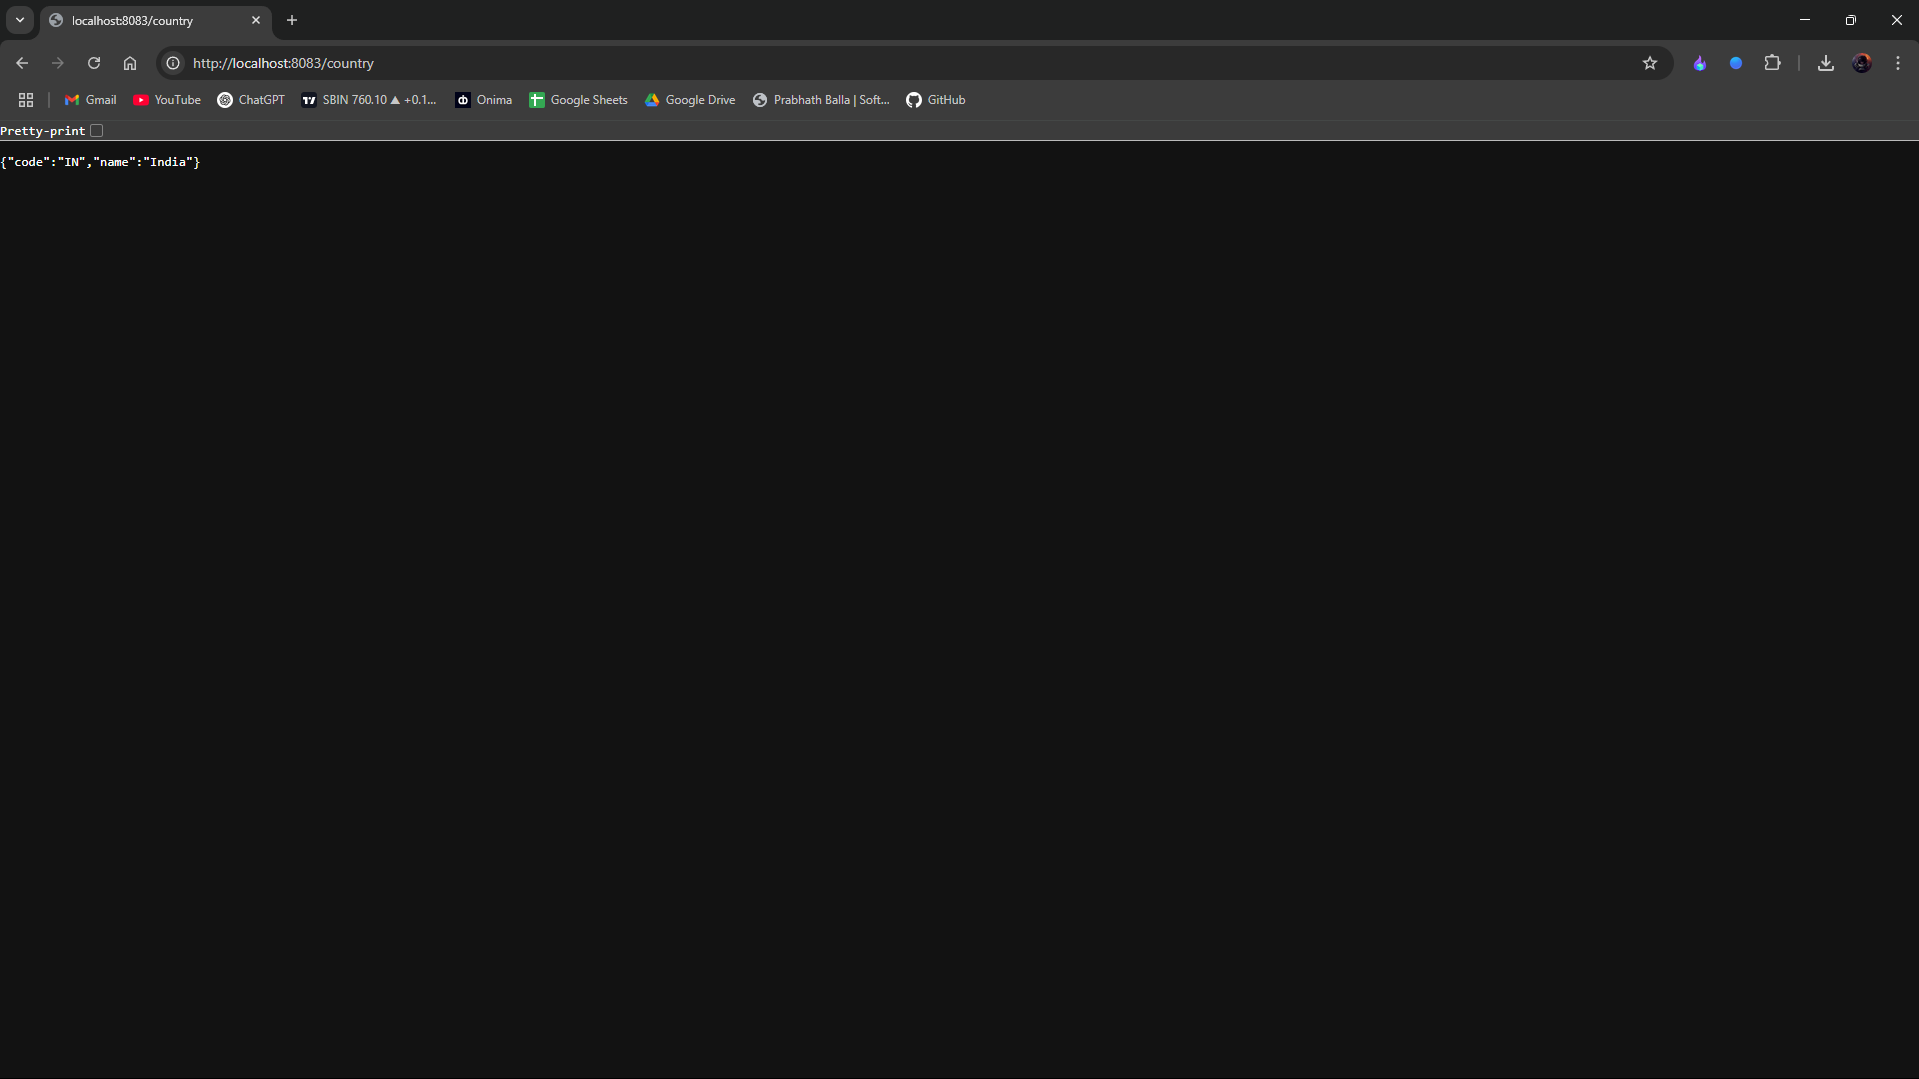 localhost:8083/country
http://localhost:8083/country
Gmail
YouTube
ChatGPT
SBIN 760.10 ▲ +0.1...
Onima
Google Sheets
Google Drive
Prabhath Balla | Soft...
GitHub
Pretty-print
{"code":"IN","name":"India"}